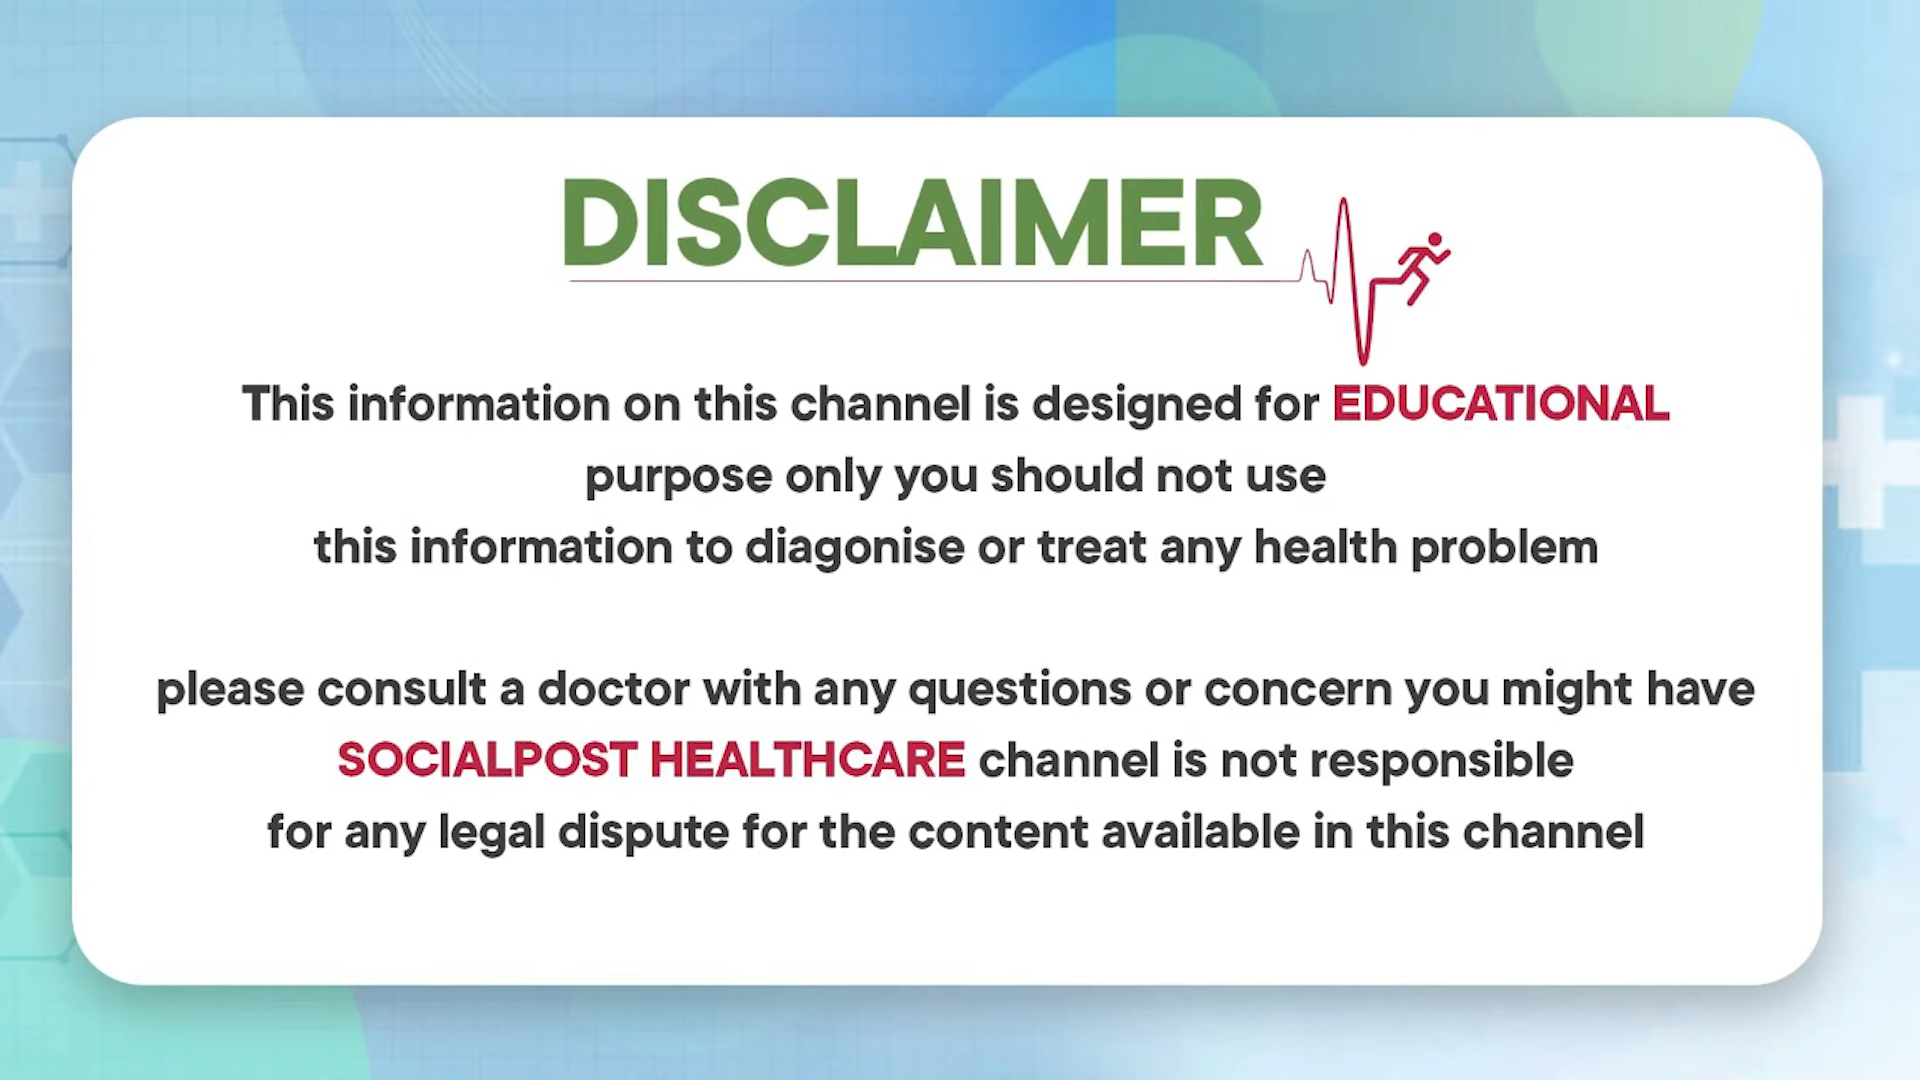 DISCLAIMER
This information on this channel is designed for EDUCATIONAL
purpose only you should not use
this information to diagonise or treat any health problem
please consult a doctor with any questions or concern you might have
SOCIALPOST HEALTHCARE channel is not responsible
for any legal dispute for the content available in this channel